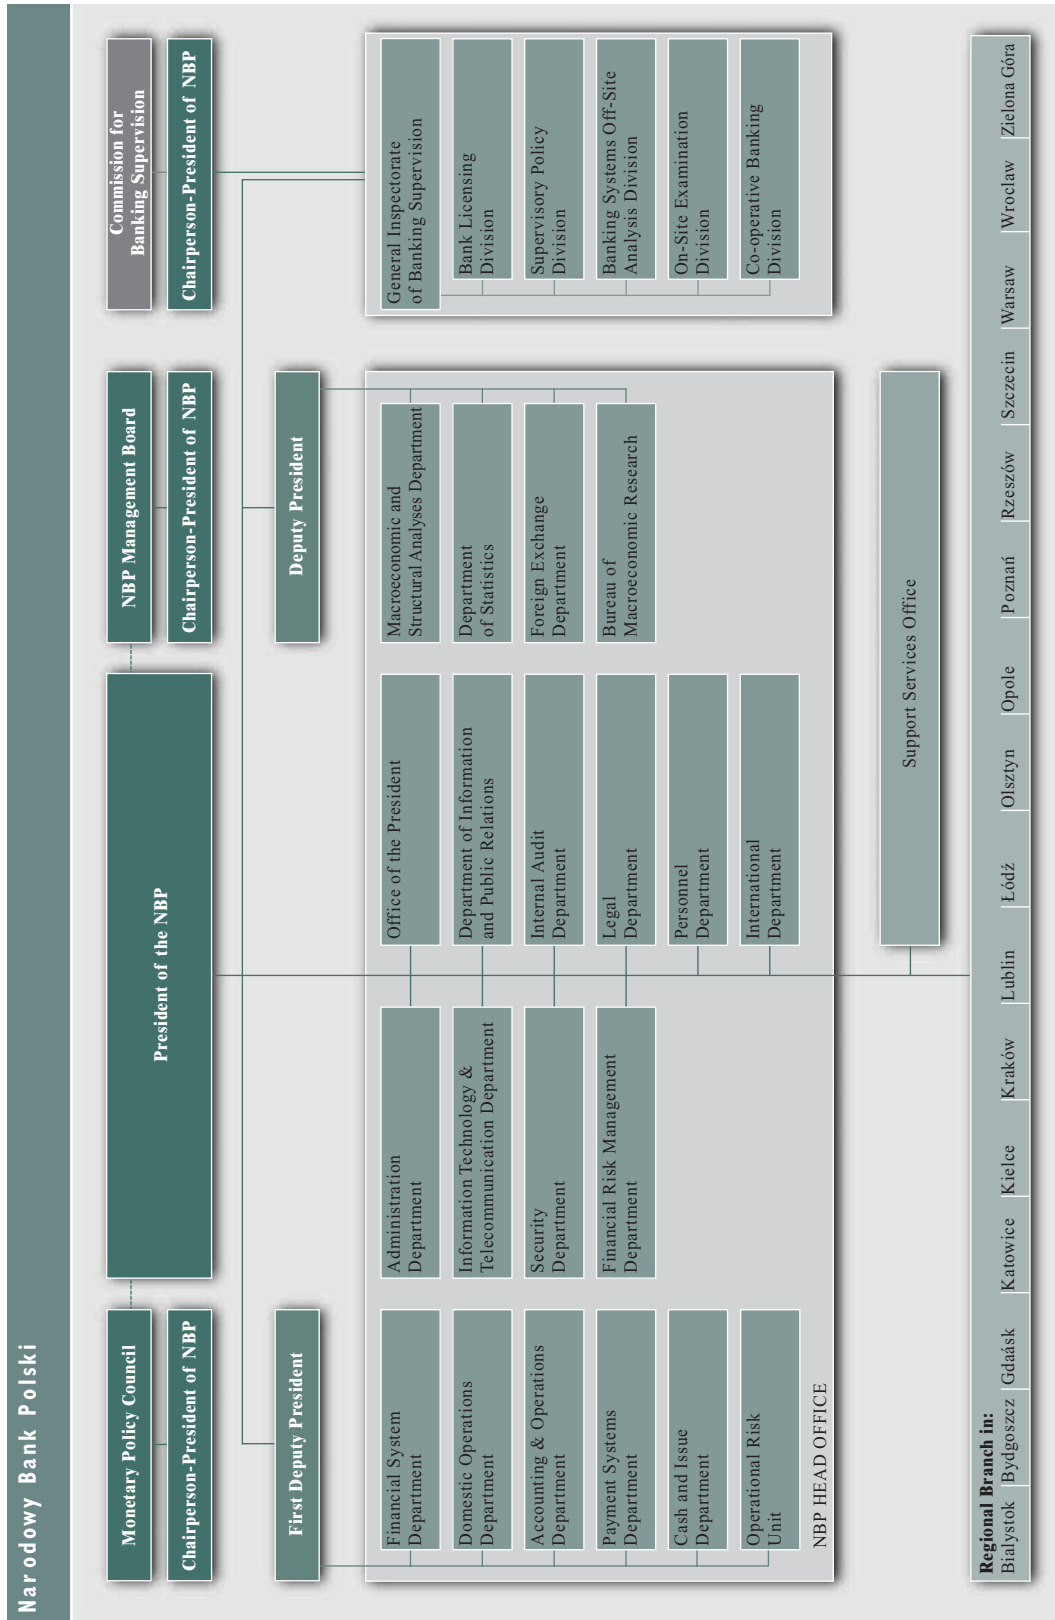 Narodowy Bank Polski
Monetary Policy Council
Chairperson-President of NBP
President of the NBP
NBP Management Board
Chairperson-President of NBP
Commission for
Banking Supervision
Chairperson-President of NBP
First Deputy President
Deputy President
Financial System
Department
Domestic Operations
Department
Accounting & Operations
Department
Payment Systems
Department
Cash and Issue
Department
Operational Risk
Unit
NBP HEAD OFFICE
Administration
Department
Information Technology &
Telecommunication Department
Security
Department
Financial Risk Management
Department
Office of the President
Department of Information
and Public Relations
Internal Audit
Department
Legal
Department
Personnel
Department
International
Department
Macroeconomic and
Structural Analyses Department
Department
of Statistics
Foreign Exchange
Department
Bureau of
Macroeconomic Research
General Inspectorate
of Banking Supervision
Bank Licensing
Division
Supervisory Policy
Division
Banking Systems Off-Site
Analysis Division
On-Site Examination
Division
Co-operative Banking
Division
Support Services Office
Regional Branch in:
Bialystok Bydgoszcz Gdaásk Katowice Kielce Kraków Lublin Łódź Olsztyn Opole Poznań Rzeszów Szczecin Warsaw Wrocław Zielona Góra